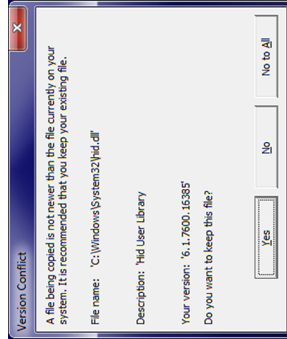 Version Conflict
A file being copied is not newer than the file currently on your
system. It is recommended that you keep your existing file.
File name: 'C:\Windows\System32\hid.dll'
Description: 'Hid User Library
Your version: '6.1.7600.16385'
Do you want to keep this file?
Yes
No
No to All